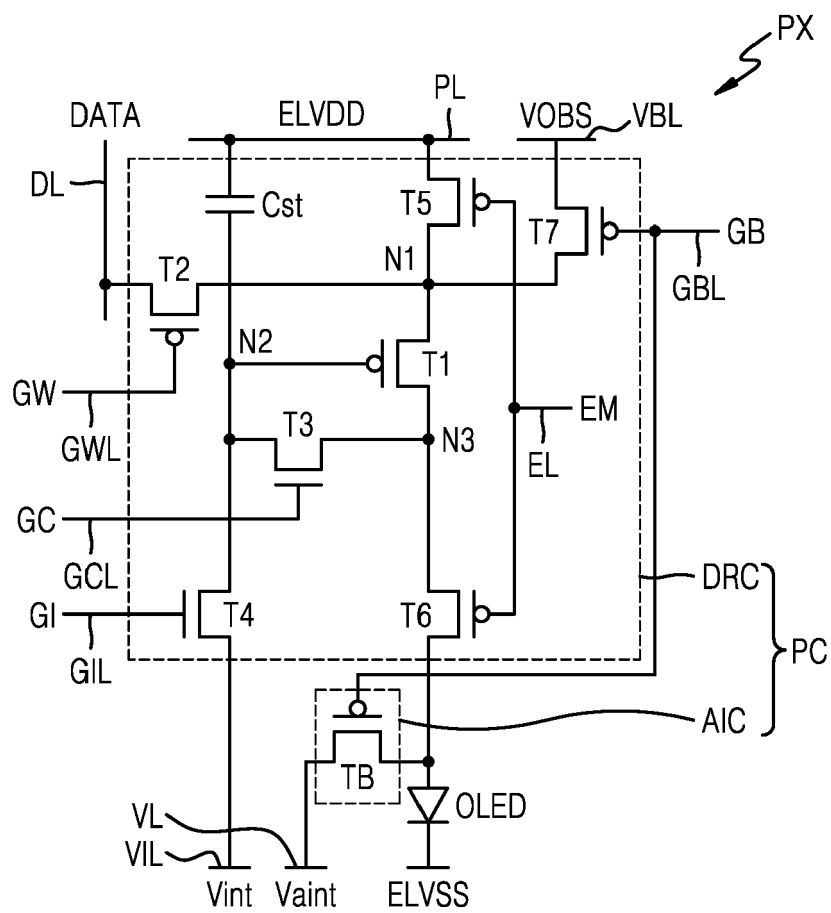 PX
DATA
ELVDD
PL
VOBS
VBL
DL
Cst
T5
T7
GB
GBL
T2
N1
N2
T1
GW
GWL
T3
N3
EM
EL
GC
GCL
GI
GIL
T4
T6
DRC
PC
AIC
TB
OLED
VL
VIL
Vint
Vaint
ELVSS